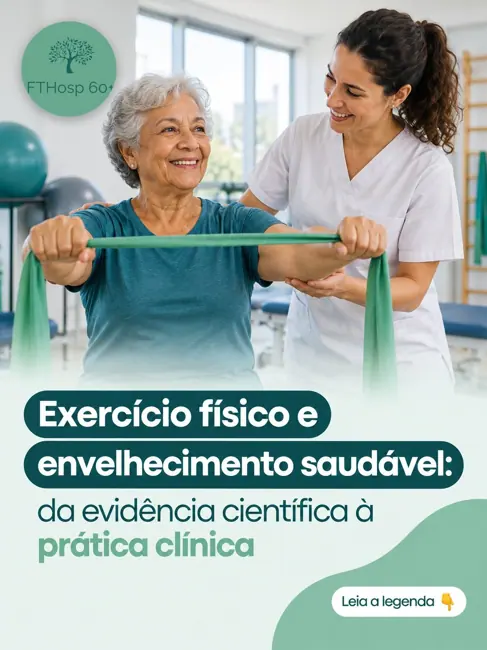 FTHosp 60+
Exercício físico e
envelhecimento saudável:
da evidência científica à
prática clínica
Leia a legenda 👇